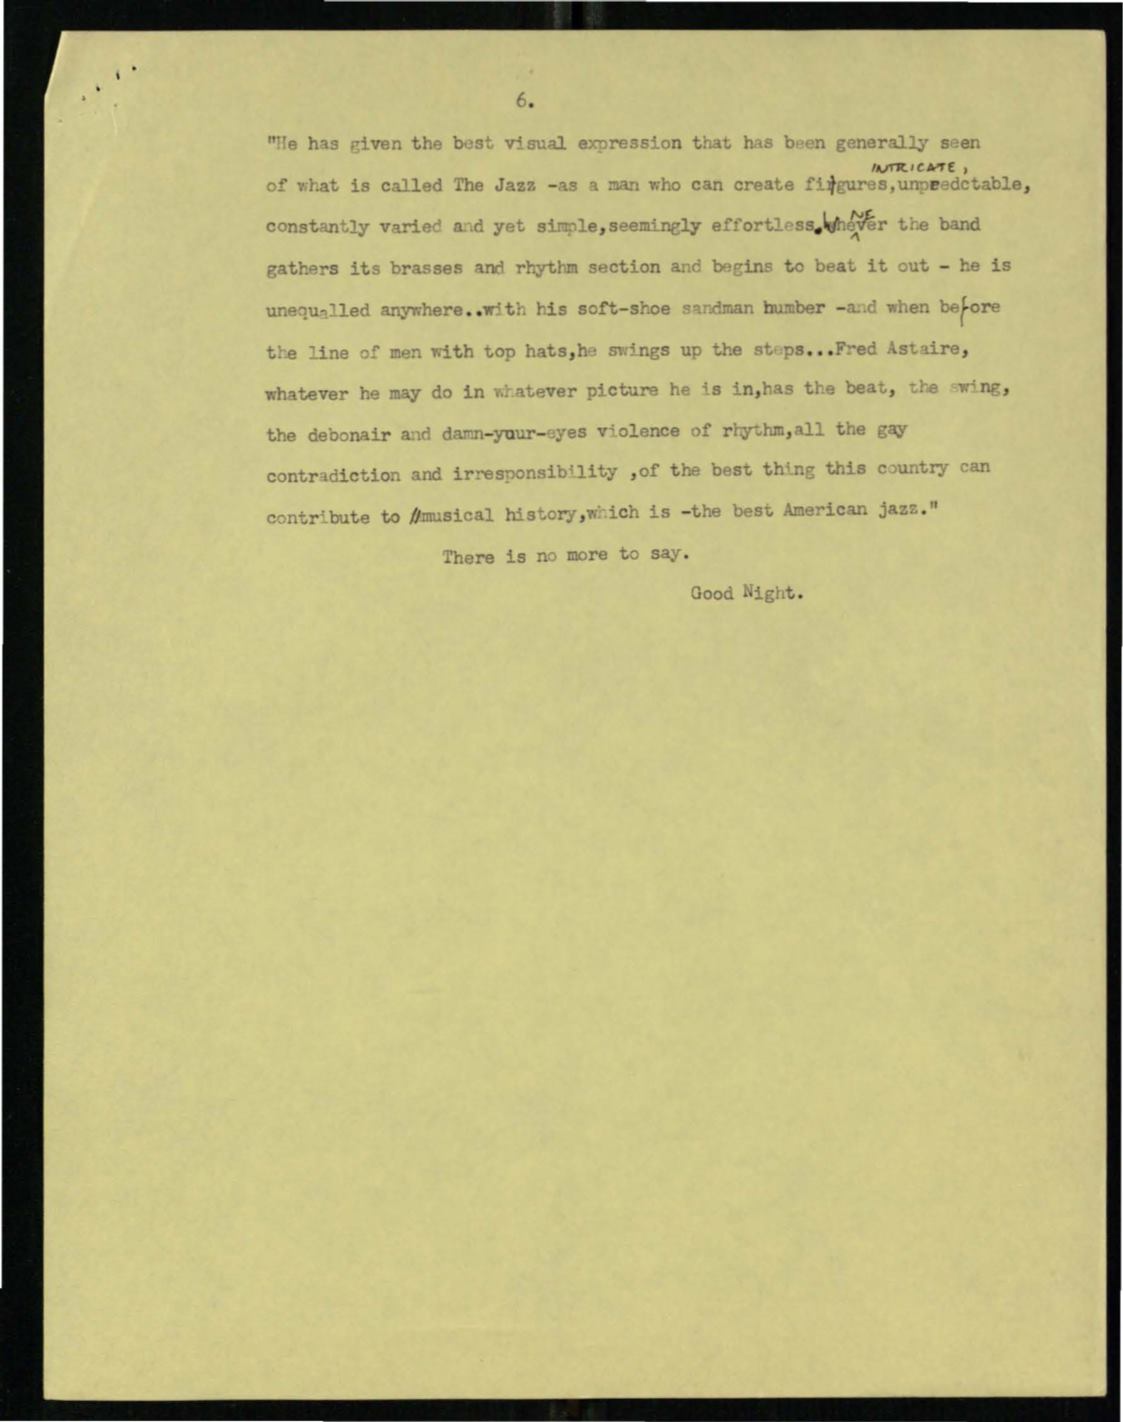 6.
"He has given the best visual expression that has been generally seen
INTRICATE,
of what is called The Jazz -as a man who can create figures,unpredctable,
constantly varied and yet simple,seemingly effortless.Whenever the band
gathers its brasses and rhythm section and begins to beat it out - he is
unequalled anywhere..with his soft-shoe sandman humber -and when before
the line of men with top hats,he swings up the steps...Fred Astaire,
whatever he may do in whatever picture he is in,has the beat, the swing,
the debonair and damn-yuur-eyes violence of rhythm,all the gay
contradiction and irresponsibility ,of the best thing this country can
contribute to musical history,which is -the best American jazz."
There is no more to say.
Good Night.